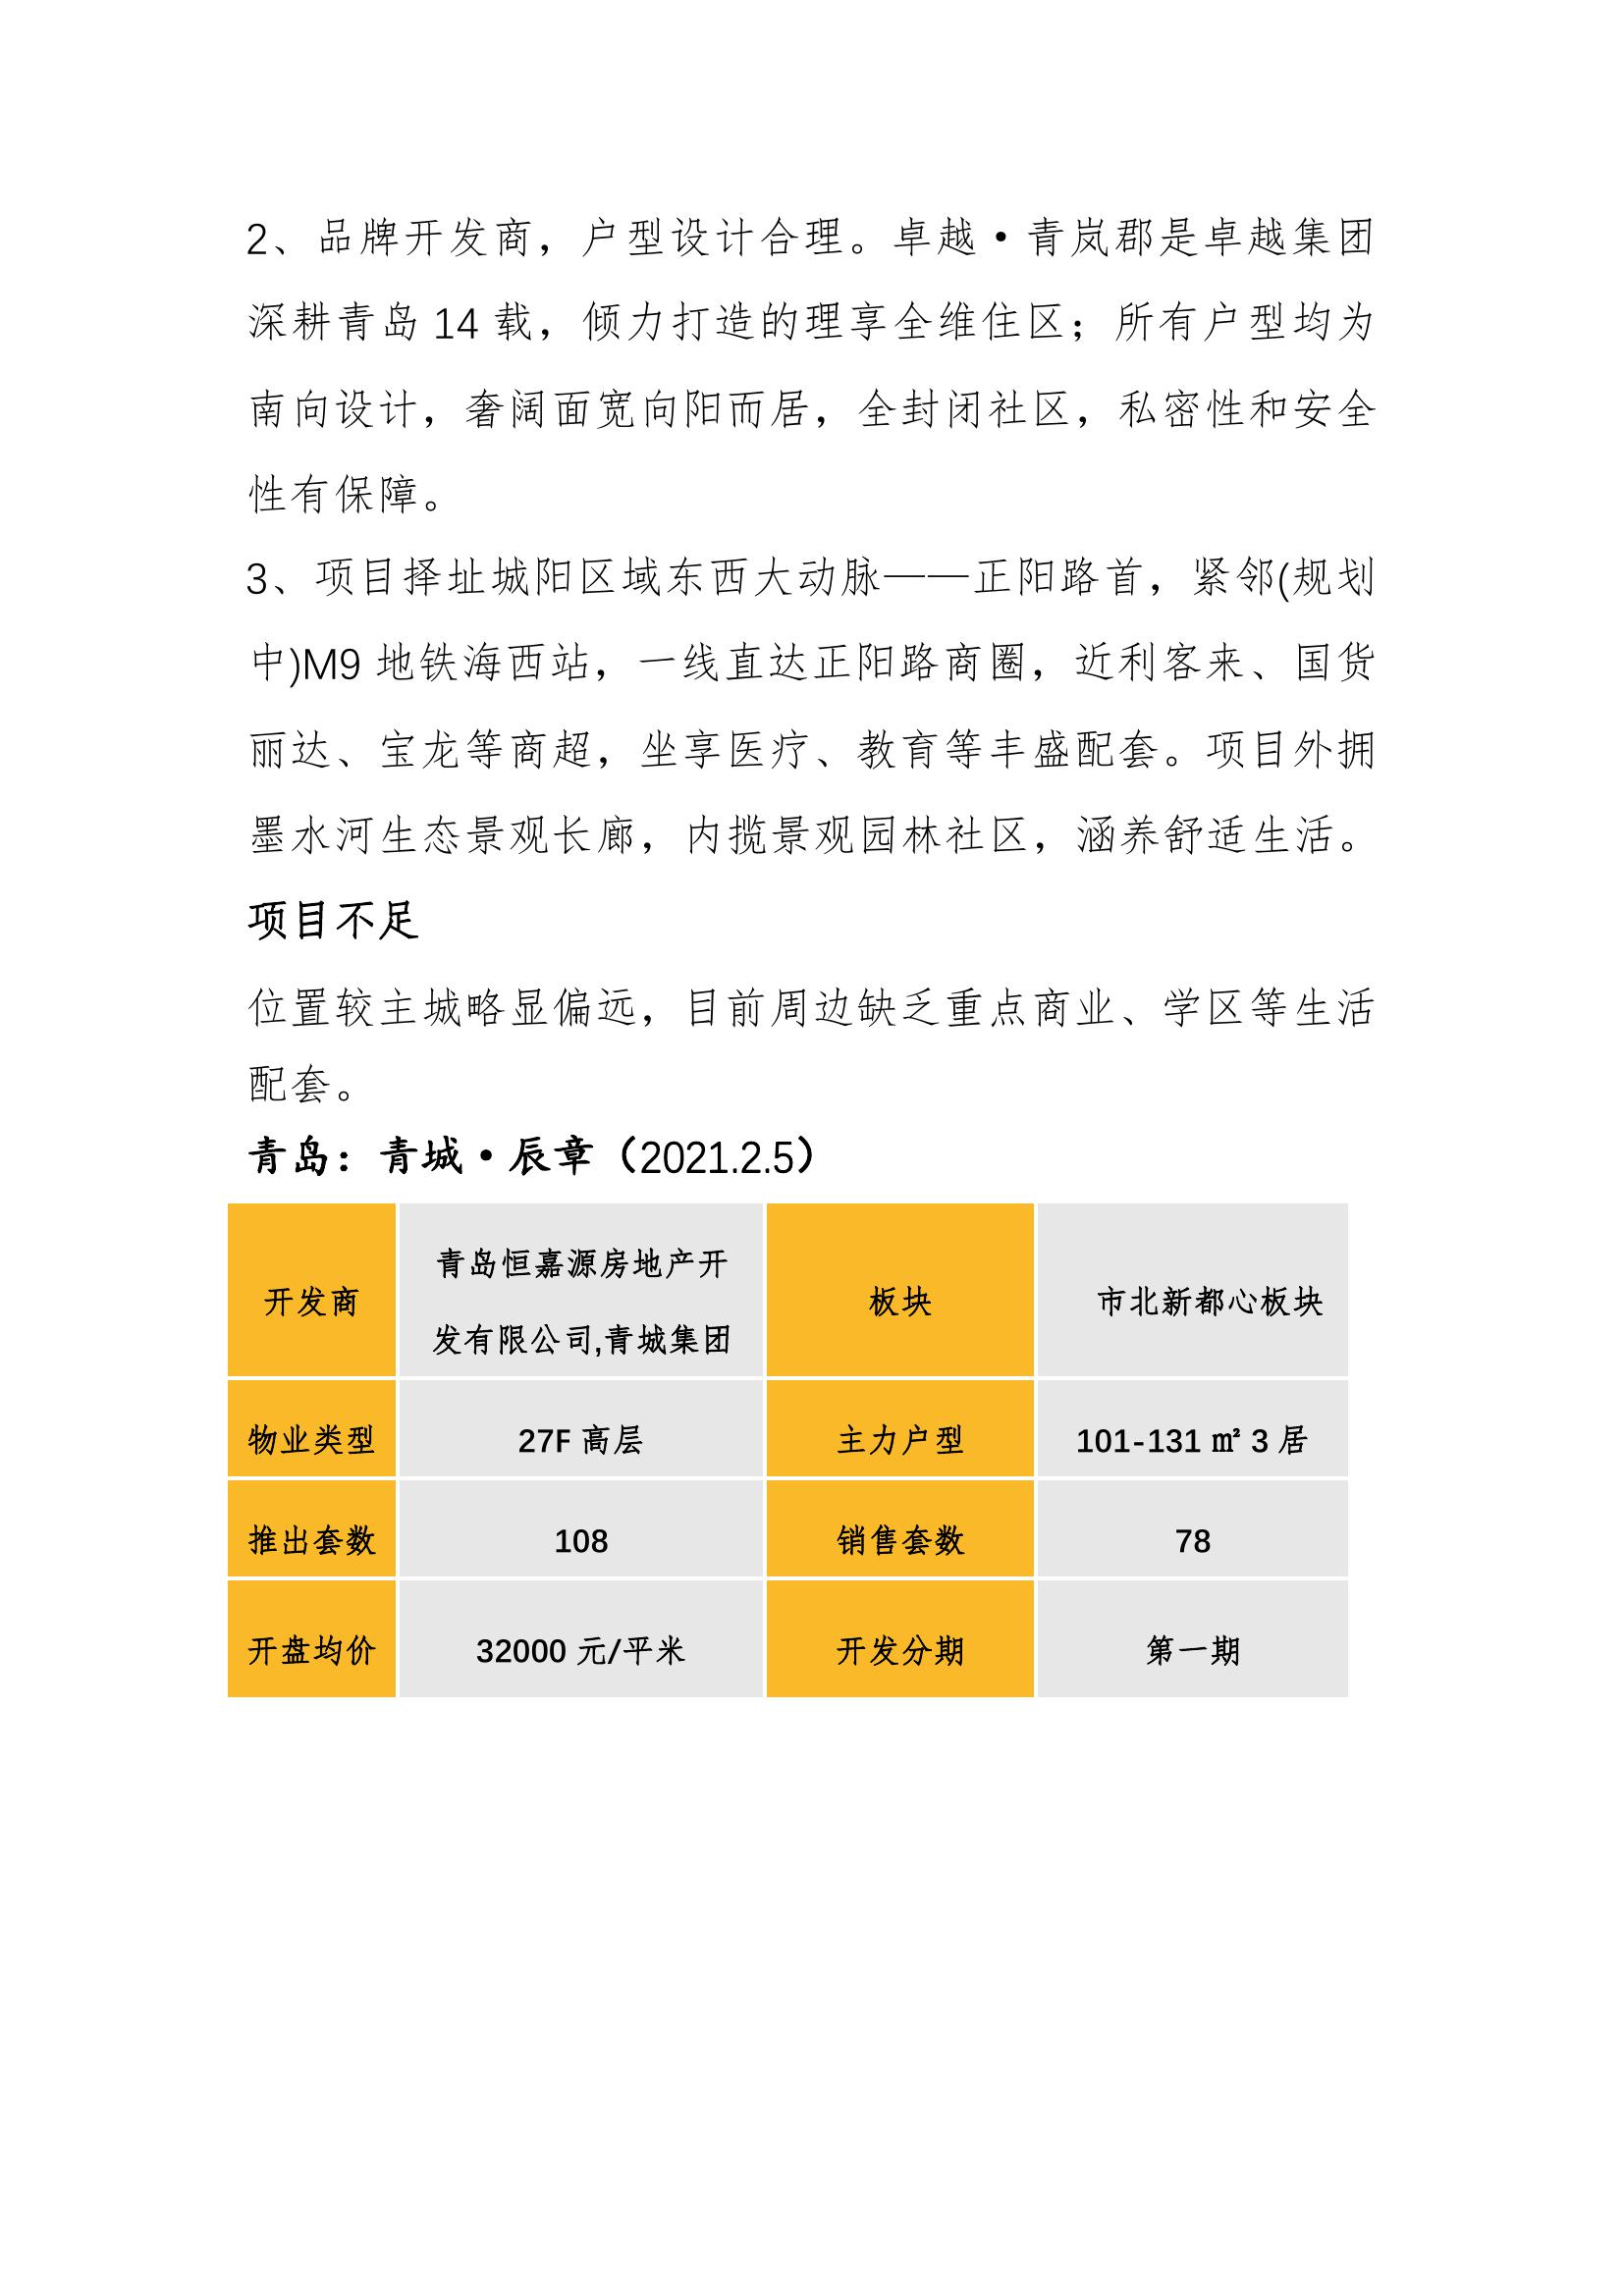 2、品牌开发商，户型设计合理。卓越·青岚郡是卓越集团
深耕青岛 14 载，倾力打造的理享全维住区；所有户型均为
南向设计，奢阔面宽向阳而居，全封闭社区，私密性和安全
性有保障。
3、项目择址城阳区域东西大动脉——正阳路首，紧邻(规划
中)M9 地铁海西站，一线直达正阳路商圈，近利客来、国货
丽达、宝龙等商超，坐享医疗、教育等丰盛配套。项目外拥
墨水河生态景观长廊，内揽景观园林社区，涵养舒适生活。
项目不足
位置较主城略显偏远，目前周边缺乏重点商业、学区等生活
配套。
青岛：青城·辰章（2021.2.5）
开发商 青岛恒嘉源房地产开 板块 市北新都心板块
发有限公司,青城集团
物业类型 27F 高层 主力户型 101-131 ㎡ 3 居
推出套数 108 销售套数 78
开盘均价 32000 元/平米 开发分期 第一期